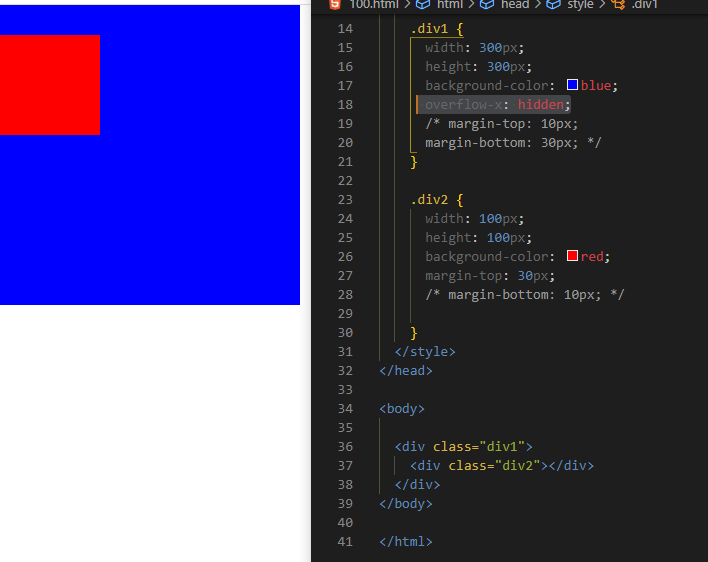 100.html > html > head > style > .div1
14 .div1 {
15 width: 300px;
16 height: 300px;
17 background-color: blue;
18 overflow-x: hidden;
19 /* margin-top: 10px;
20 margin-bottom: 30px; */
21 }
22
23 .div2 {
24 width: 100px;
25 height: 100px;
26 background-color: red;
27 margin-top: 30px;
28 /* margin-bottom: 10px; */
29
30 }
31 </style>
32 </head>
33
34 <body>
35
36 <div class="div1">
37 <div class="div2"></div>
38 </div>
39 </body>
40
41 </html>